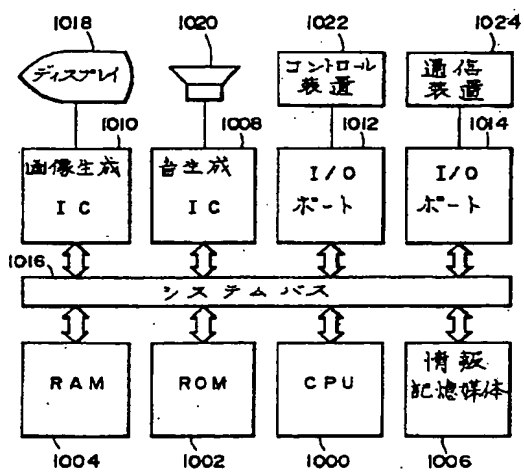 1018
1020
1022
1024
ディスプレイ
コントロール
装置
通信
装置
1010
1008
1012
1014
画像生成
IC
音生成
IC
I/O
ポート
I/O
ポート
1016
システムバス
RAM
ROM
CPU
情報
記憶媒体
1004
1002
1000
1006